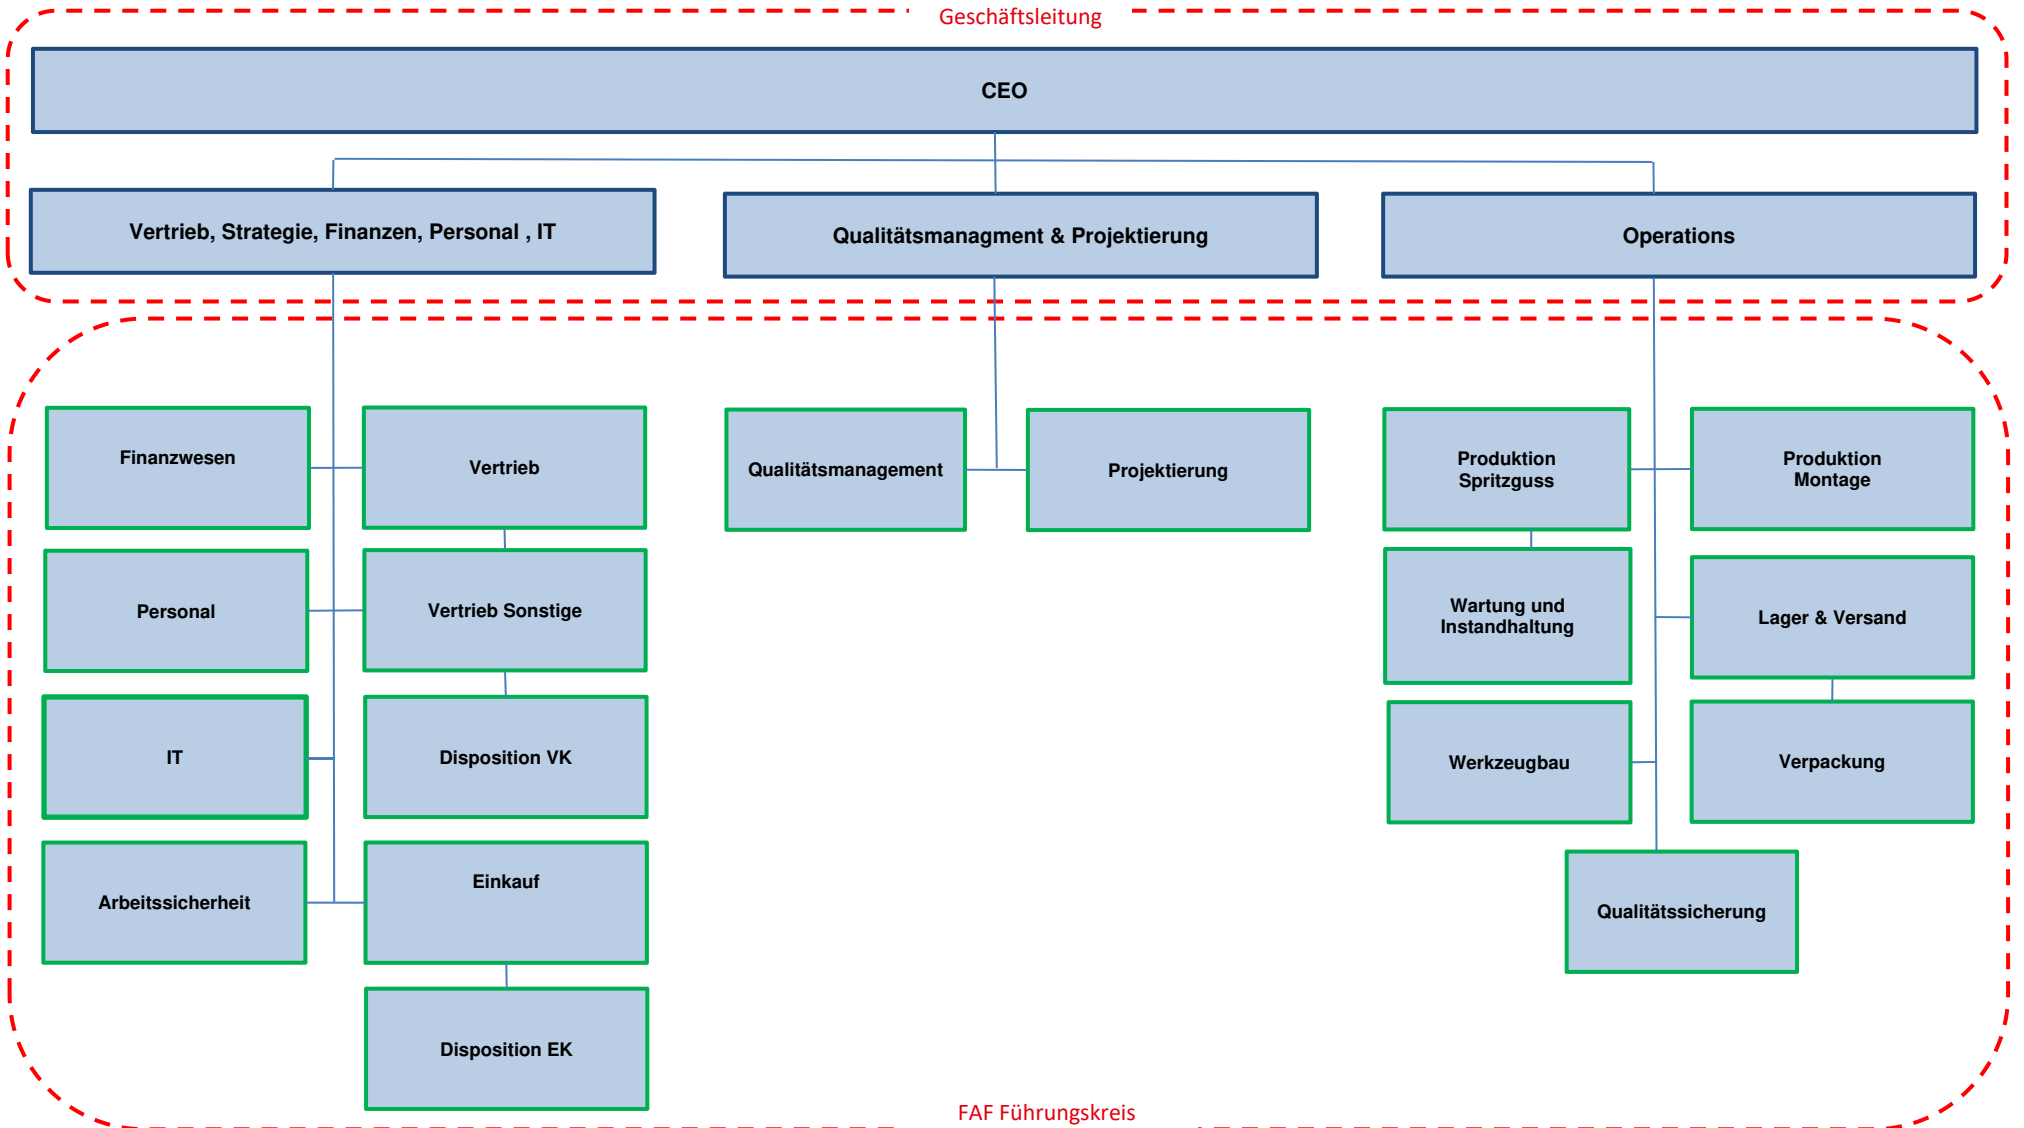 Geschäftsleitung
CEO
Vertrieb, Strategie, Finanzen, Personal , IT
Qualitätsmanagment & Projektierung
Operations
Finanzwesen
Vertrieb
Qualitätsmanagement
Projektierung
Produktion
Spritzguss
Produktion
Montage
Personal
Vertrieb Sonstige
Wartung und
Instandhaltung
Lager & Versand
IT
Disposition VK
Werkzeugbau
Verpackung
Arbeitssicherheit
Einkauf
Qualitätssicherung
Disposition EK
FAF Führungskreis